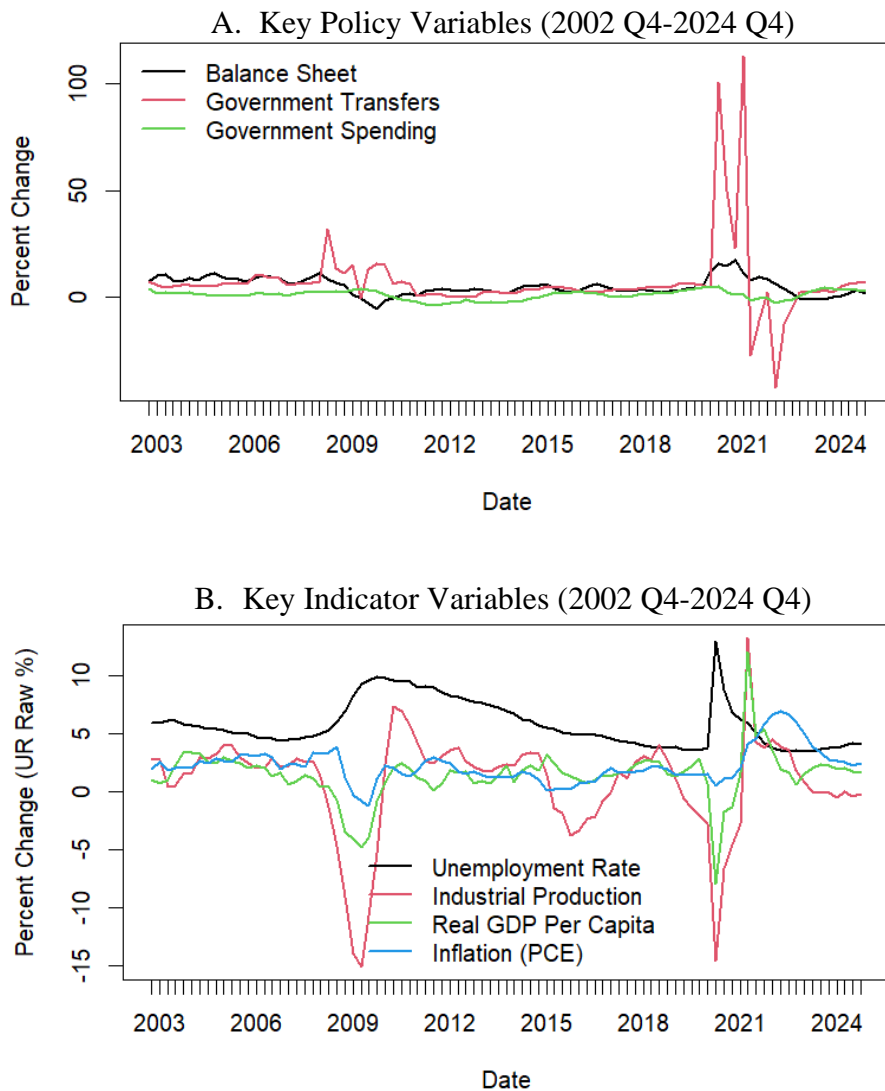 A. Key Policy Variables (2002 Q4-2024 Q4)
Balance Sheet
Government Transfers
Government Spending
Percent Change
100
50
0
2003 2006 2009 2012 2015 2018 2021 2024
Date
B. Key Indicator Variables (2002 Q4-2024 Q4)
Percent Change (UR Raw %)
10
5
0
-5
-10
-15
Unemployment Rate
Industrial Production
Real GDP Per Capita
Inflation (PCE)
2003 2006 2009 2012 2015 2018 2021 2024
Date